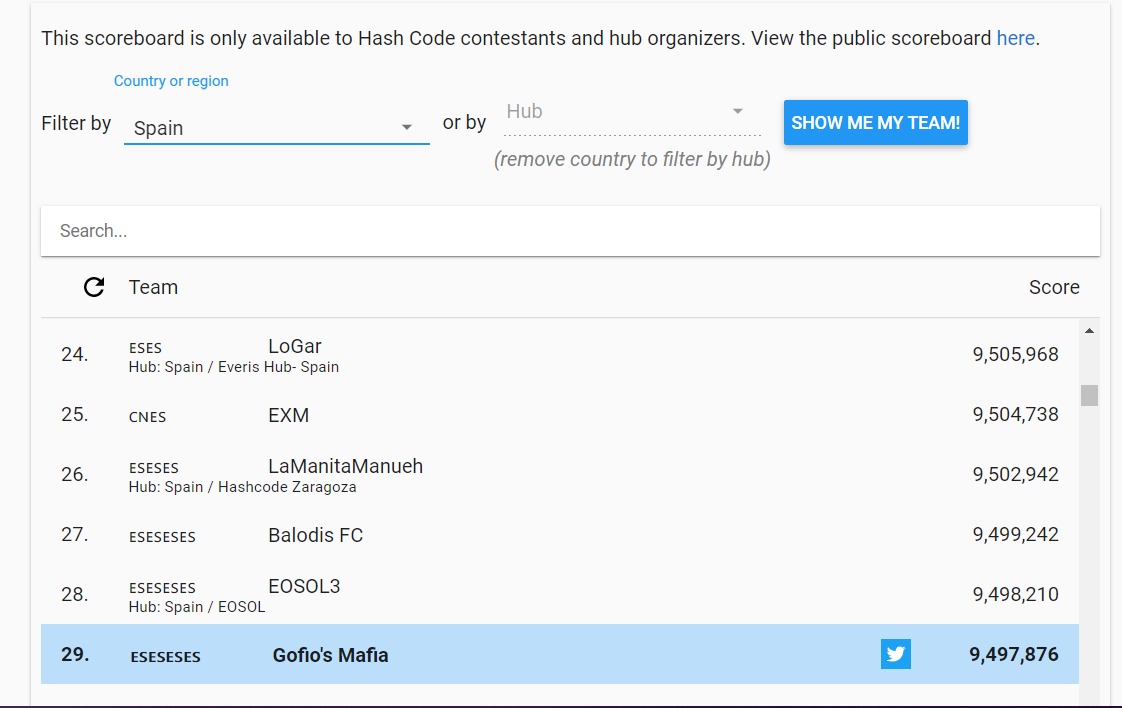 This scoreboard is only available to Hash Code contestants and hub organizers. View the public scoreboard here.
Country or region
Filter by Spain or by Hub SHOW ME MY TEAM!
(remove country to filter by hub)
Search...
Team Score
24. ESES LoGar 9,505,968
Hub: Spain / Everis Hub- Spain
25. CNES EXM 9,504,738
26. ESESES LaManitaManueh 9,502,942
Hub: Spain / Hashcode Zaragoza
27. ESESESES Balodis FC 9,499,242
28. ESESESES EOSOL3 9,498,210
Hub: Spain / EOSOL
29. ESESESES Gofio's Mafia 9,497,876